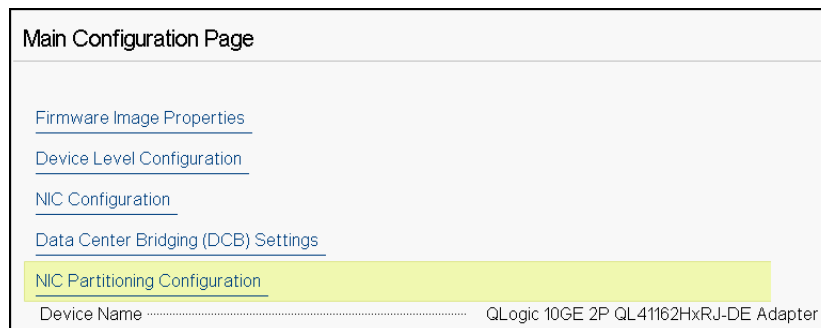 Main Configuration Page
Firmware Image Properties
Device Level Configuration
NIC Configuration
Data Center Bridging (DCB) Settings
NIC Partitioning Configuration
Device Name QLogic 10GE 2P QL41162HxRJ-DE Adapter